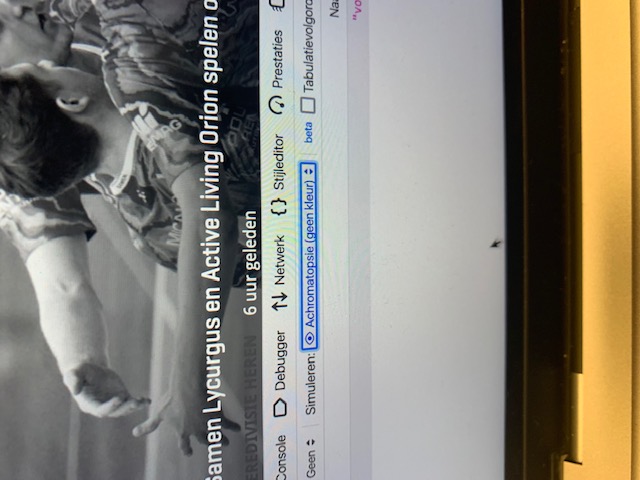 Samen Lycurgus en Active Living Orion spelen o
EREDIVISIE HEREN 6 uur geleden
Console Debugger Netwerk {} Stijleditor Prestaties
Geen Simuleren: Achromatopsie (geen kleur) beta Tabulatievolgord
Naa
"vo